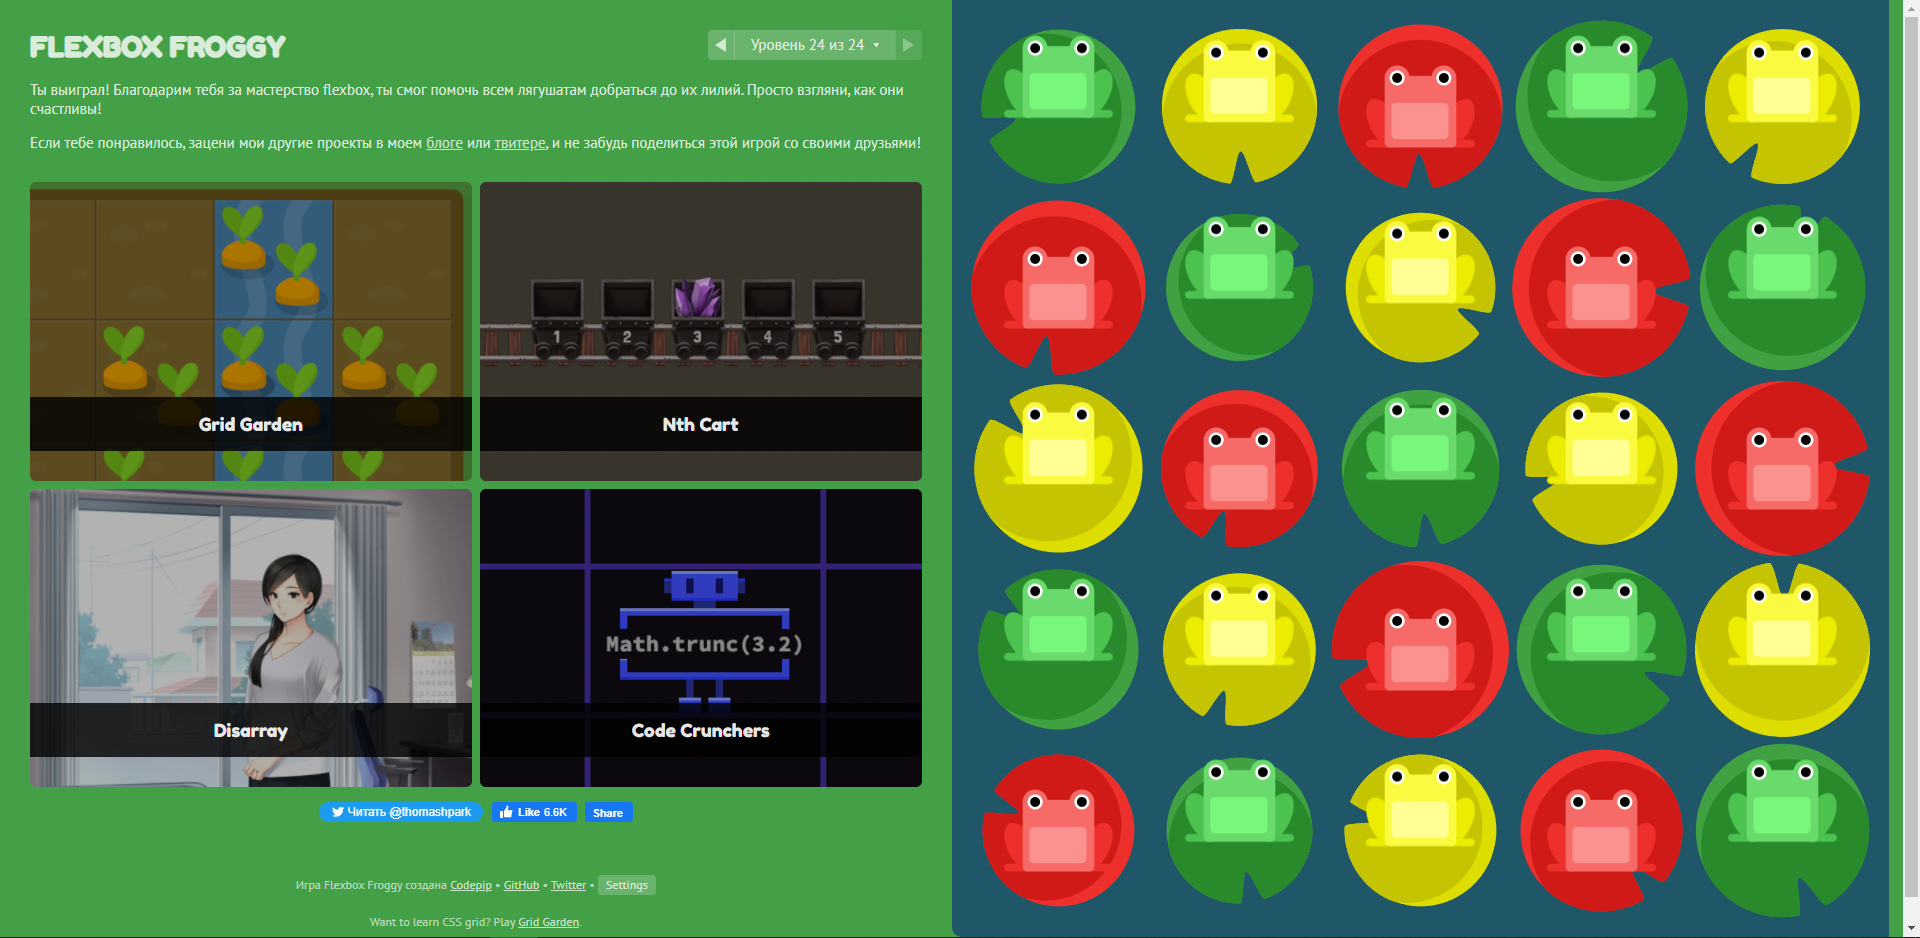 FLEXBOX FROGGY
Уровень 24 из 24
Ты выиграл! Благодарим тебя за мастерство flexbox, ты смог помочь всем лягушатам добраться до их лилий. Просто взгляни, как они
счастливы!
Если тебе понравилось, зацени мои другие проекты в моем блоге или твитере, и не забудь поделиться этой игрой со своими друзьями!
1 2 3 4 5
Grid Garden
Nth Cart
Math.trunc(3.2)
Disarray
Code Crunchers
Читать @thomashpark
Like 6.6K
Share
Игра Flexbox Froggy создана Codepip • GitHub • Twitter • Settings
Want to learn CSS grid? Play Grid Garden.